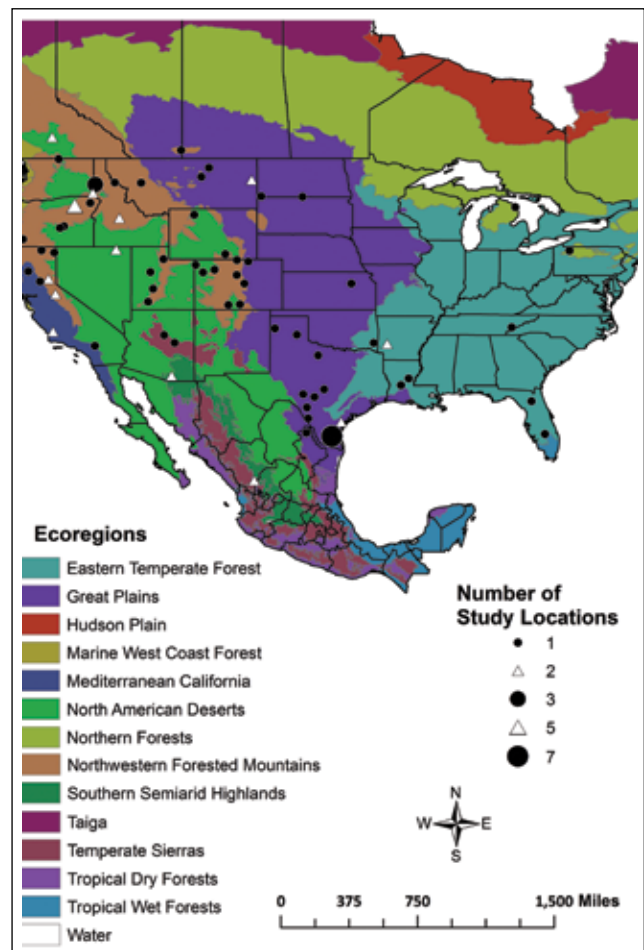 Ecoregions
Eastern Temperate Forest
Great Plains
Hudson Plain
Marine West Coast Forest
Mediterranean California
North American Deserts
Northern Forests
Northwestern Forested Mountains
Southern Semiarid Highlands
Taiga
Temperate Sierras
Tropical Dry Forests
Tropical Wet Forests
Water
Number of
Study Locations
1
2
3
5
7
N
W E
S
0 375 750 1,500 Miles